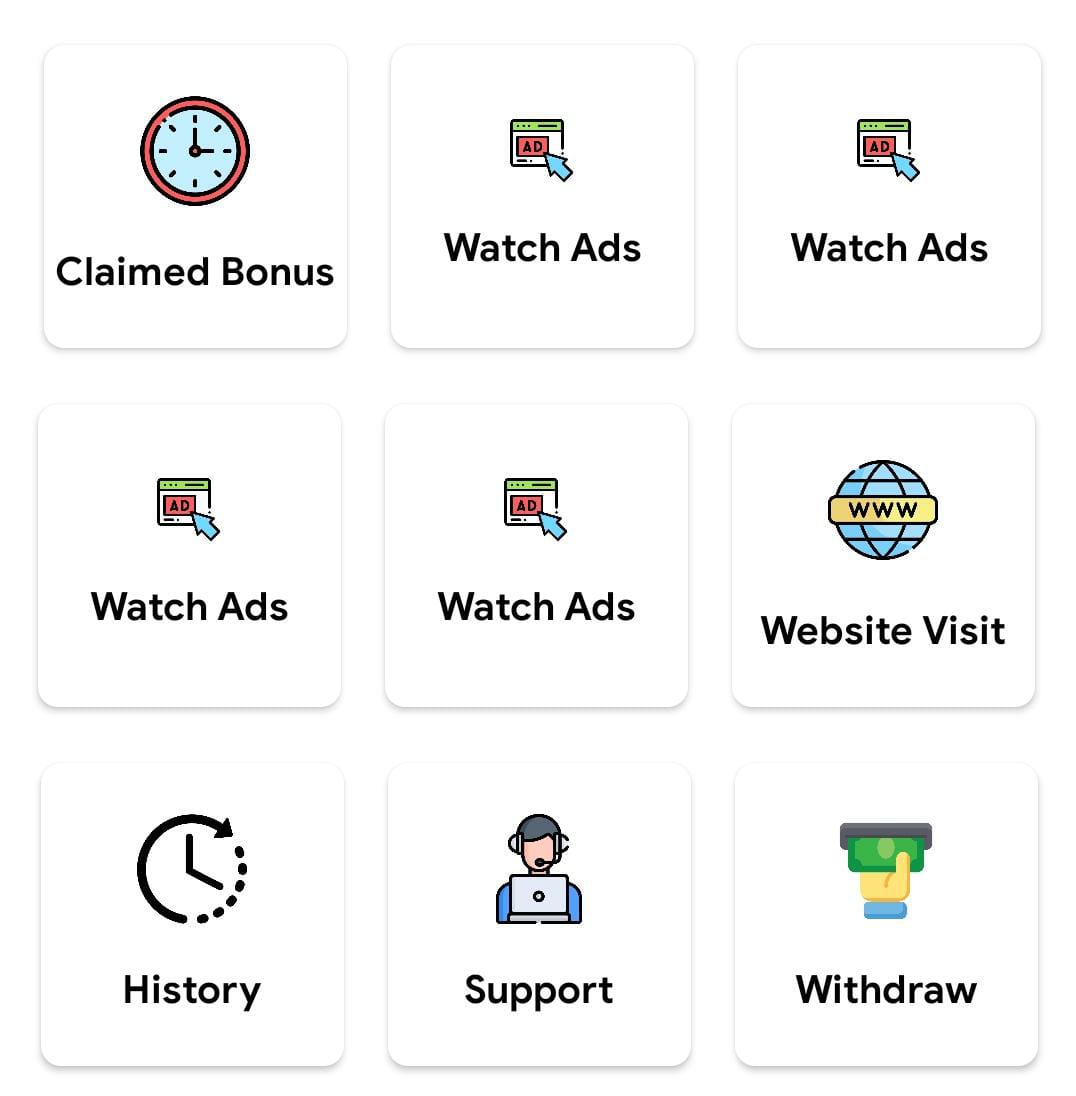 AD
AD
Claimed Bonus
Watch Ads
Watch Ads
AD
AD
WWW
Watch Ads
Watch Ads
Website Visit
History
Support
Withdraw